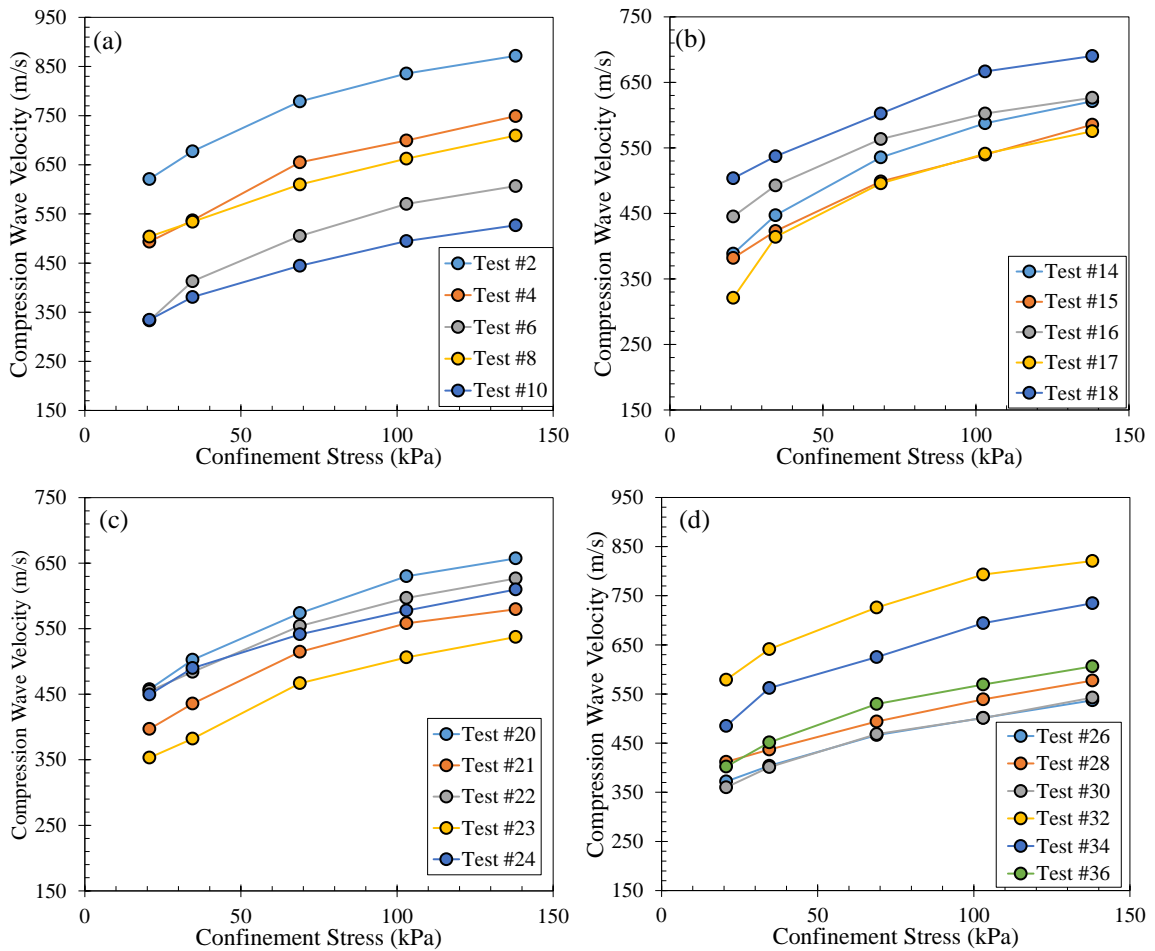 (a)
Compression Wave Velocity (m/s)
950
850
750
650
550
450
350
250
150
0
50
100
150
Confinement Stress (kPa)
Test #2
Test #4
Test #6
Test #8
Test #10
(b)
Compression Wave Velocity (m/s)
750
650
550
450
350
250
150
0
50
100
150
Confinement Stress (kPa)
Test #14
Test #15
Test #16
Test #17
Test #18
(c)
Compression Wave Velocity (m/s)
750
650
550
450
350
250
150
0
50
100
150
Confinement Stress (kPa)
Test #20
Test #21
Test #22
Test #23
Test #24
(d)
Compression Wave Velocity (m/s)
950
850
750
650
550
450
350
250
150
0
50
100
150
Confinement Stress (kPa)
Test #26
Test #28
Test #30
Test #32
Test #34
Test #36